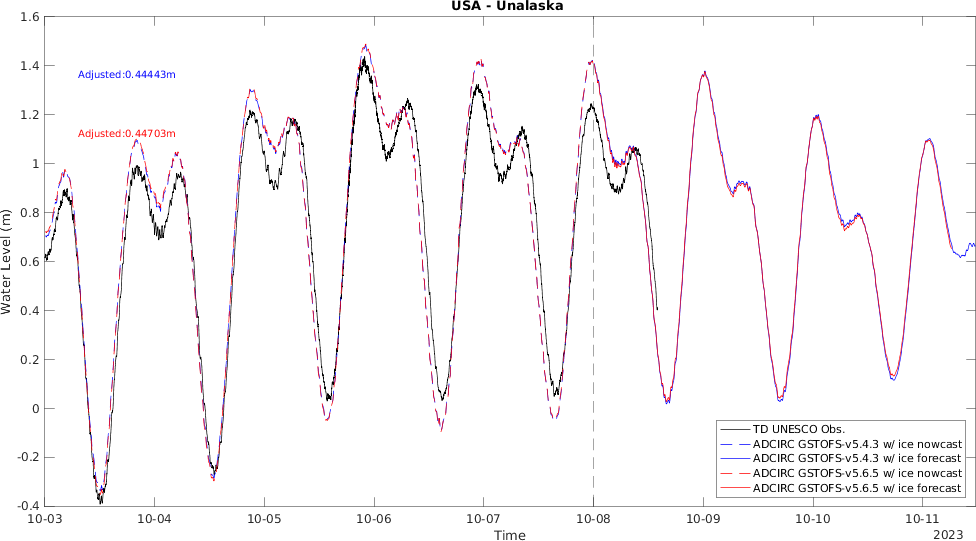 USA - Unalaska
1.6
1.4
1.2
1
0.8
0.6
0.4
0.2
0
-0.2
-0.4
Water Level (m)
Adjusted:0.44443m
Adjusted:0.44703m
TD UNESCO Obs.
ADCIRC GSTOFS-v5.4.3 w/ ice nowcast
ADCIRC GSTOFS-v5.4.3 w/ ice forecast
ADCIRC GSTOFS-v5.6.5 w/ ice nowcast
ADCIRC GSTOFS-v5.6.5 w/ ice forecast
10-03 10-04 10-05 10-06 10-07 10-08 10-09 10-10 10-11
Time
2023